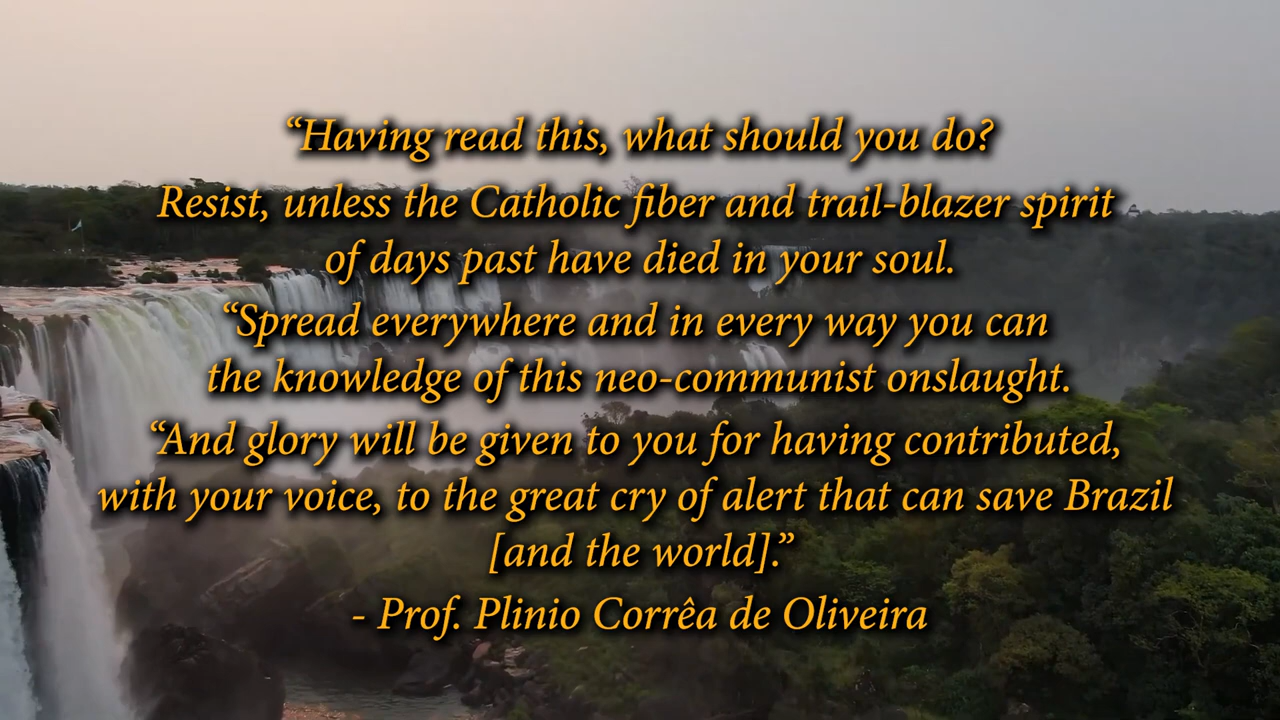 “Having read this, what should you do?
Resist, unless the Catholic fiber and trail-blazer spirit
of days past have died in your soul.
“Spread everywhere and in every way you can
the knowledge of this neo-communist onslaught.
“And glory will be given to you for having contributed,
with your voice, to the great cry of alert that can save Brazil
[and the world].”
- Prof. Plinio Corrêa de Oliveira